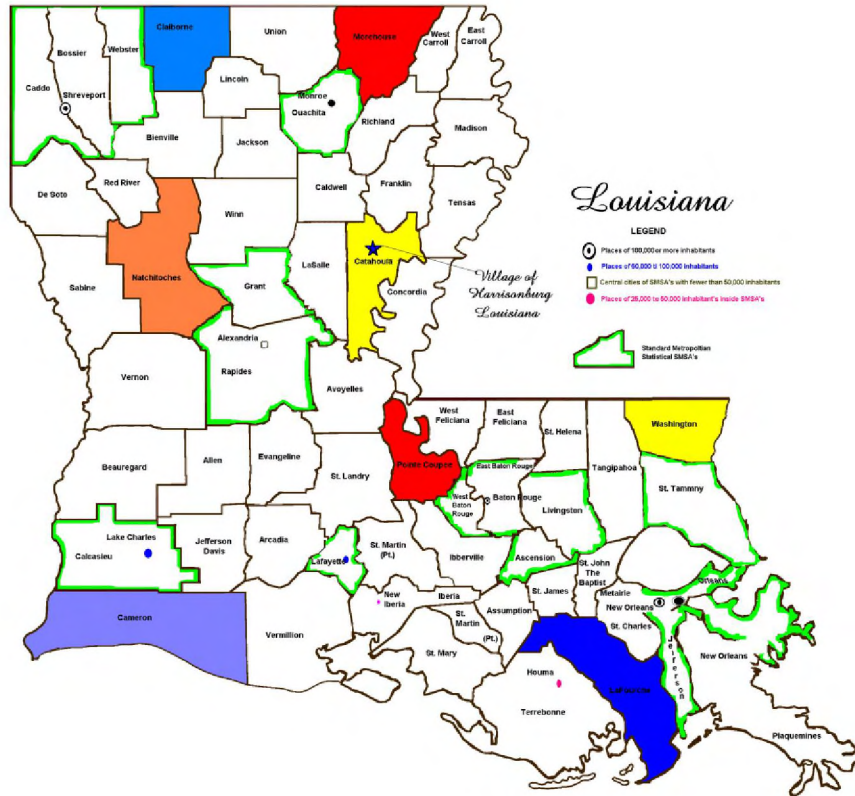 Claiborne
Union
Morehouse
West
Carroll
East
Carroll
Bossier
Webster
Caddo
Shreveport
Lincoln
Monroe
Ouachita
Richland
Madison
Bienville
Jackson
De Soto
Red River
Caldwell
Franklin
Tensas
Winn
Natchitoches
Sabine
LaSalle
Catahoula
Grant
Concordia
Village of
Harrisonburg
Louisiana
Louisiana
LEGEND
Places of 100,000or more inhabitants
Places of 50,000 ti 100,000 inhabitants
Central cities of SMSA's with fewer than 50,000 inhabitants
Places of 25,000 to 50,000 inhabitant's inside SMSA's
Standard Metropoltian
Statistical SMSA's
Alexandria
Rapides
Vernon
Avoyelles
West
Feliciana
East
Feliciana
St. Helena
Washington
Pointe Coupee
Beauregard
Allen
Evangeline
St. Landry
East Baton Rouge
West
Baton
Rouge
Baton Rouge
Livingston
Tangipahoa
St. Tammny
Lake Charles
Calcasieu
Jefferson
Davis
Arcadia
Lafayette
St. Martin
(Pt.)
Ibberville
Ascension
St. John
The
Baptist
Orleans
Metairie
New Orleans
St. Charles
Jefferson
New Orleans
New
Iberia
Iberia
Assumption
St. James
Cameron
Vermillion
St.
Martin
(Pt.)
St. Mary
Houma
Terrebonne
Lafourche
Plaquemines